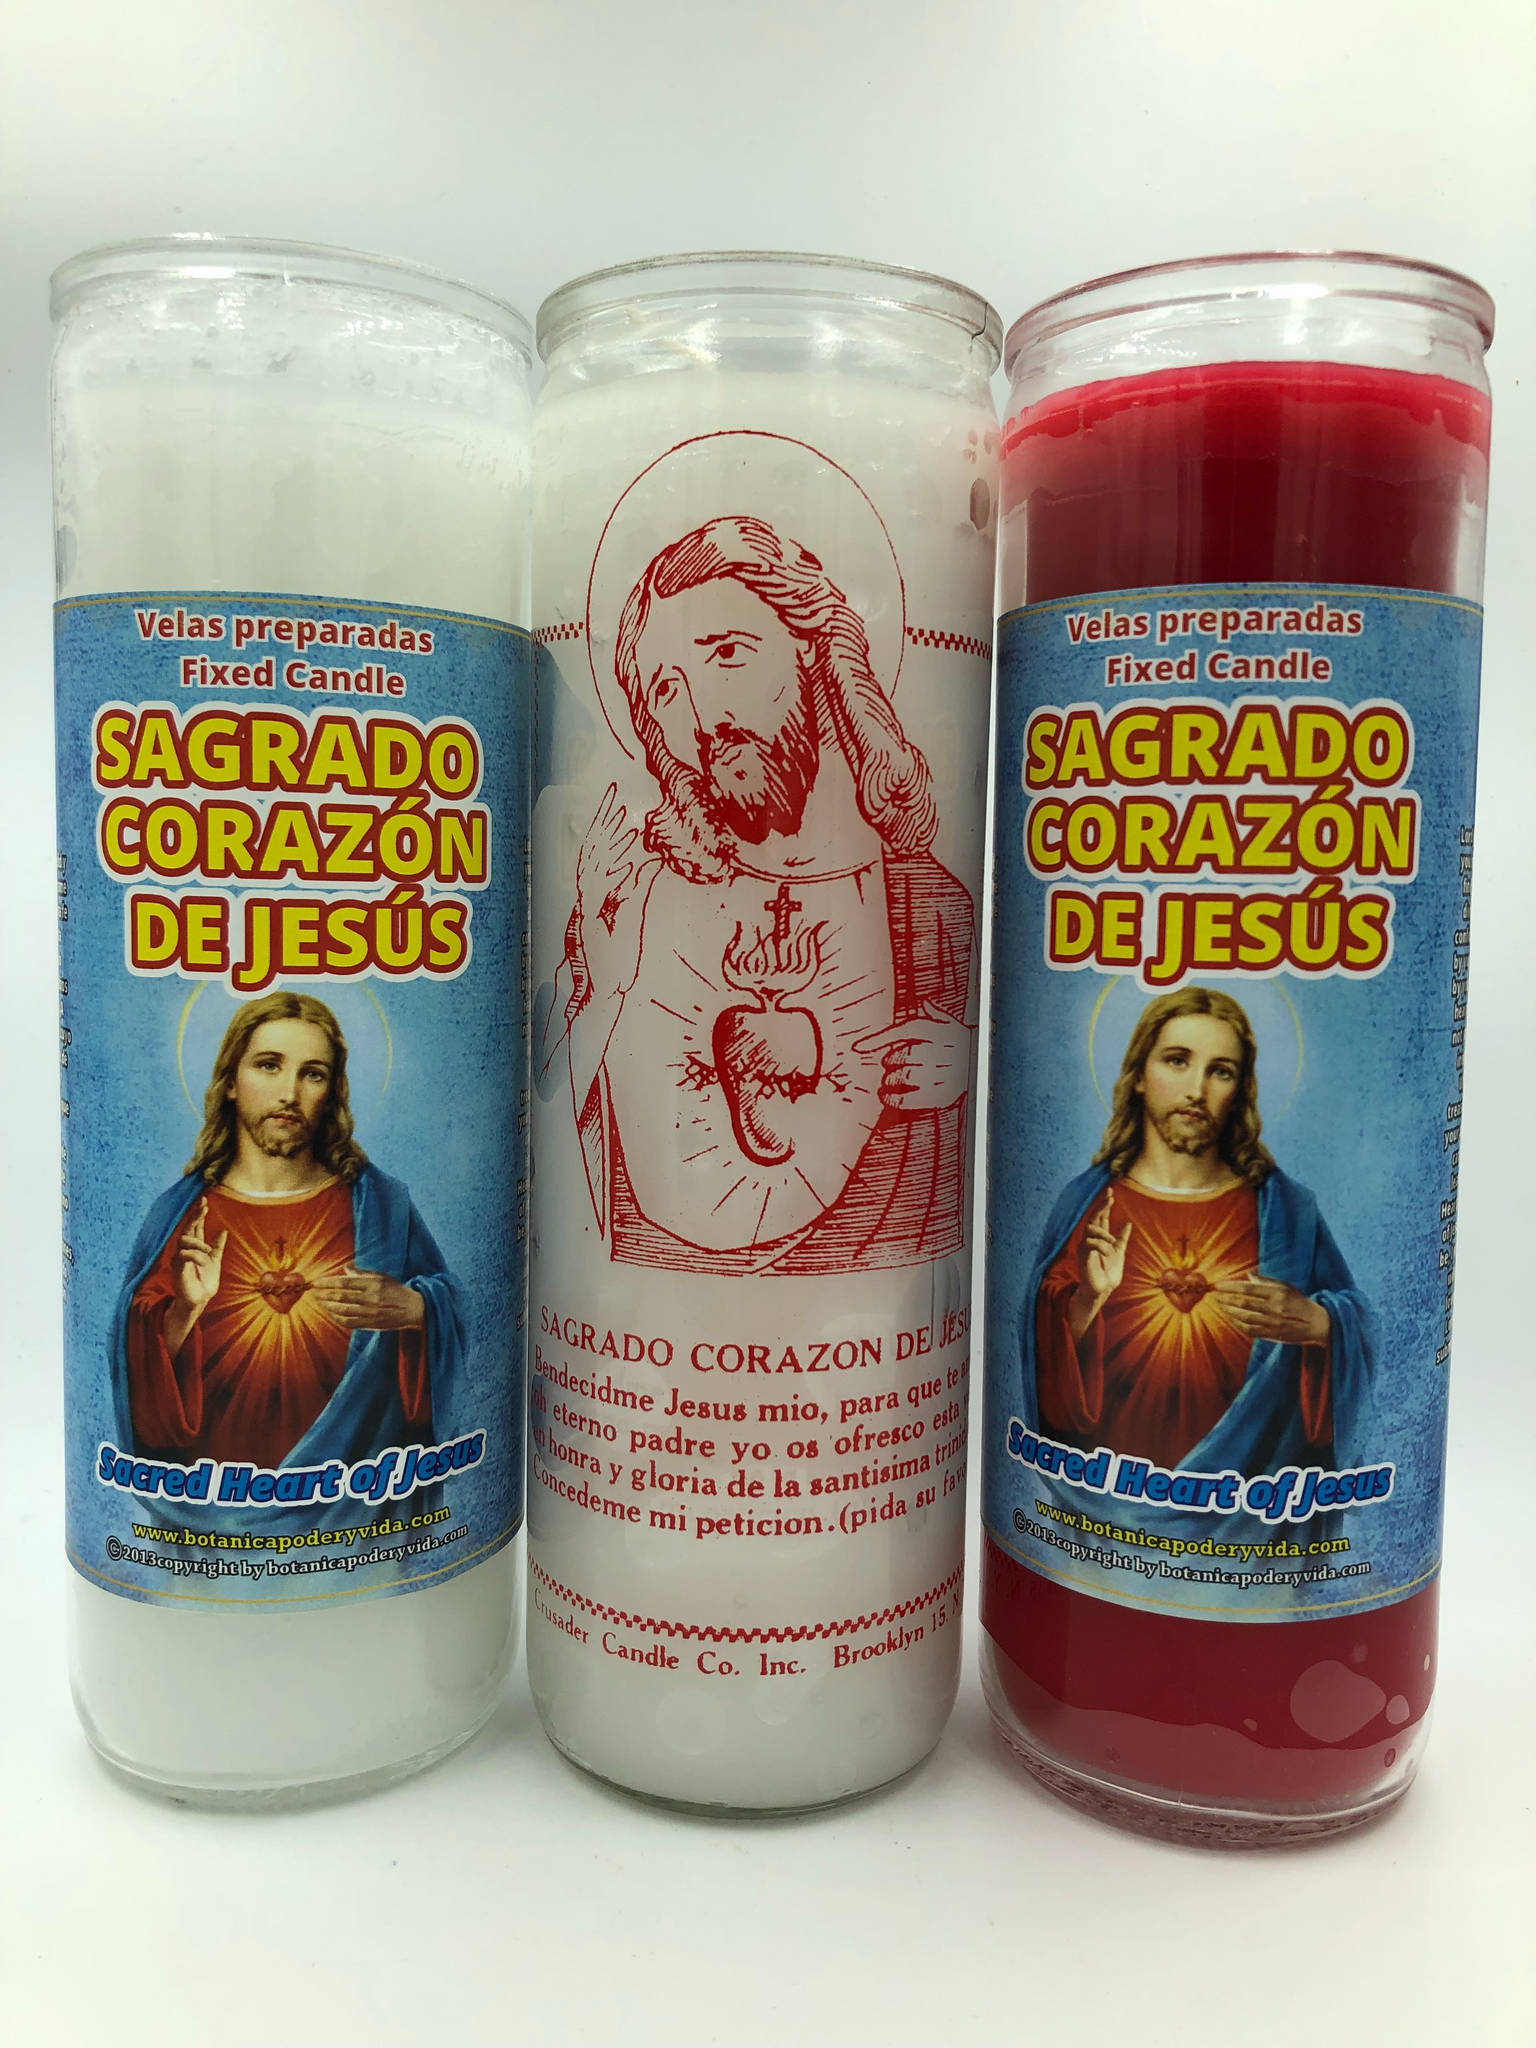 Velas preparadas
Fixed Candle
SAGRADO
CORAZÓN
DE JESÚS
Sacred Heart of Jesus
www.botanicapoderyvida.com
©2013copyright by botanicapoderyvida.com
SAGRADO CORAZON DE JESU
Bendecidme Jesus mio, para que te
oh eterno padre yo os ofresco esta
en honra y gloria de la santisima
Concedeme mi peticion.(pida su
Crusader Candle Co. Inc. Brooklyn 15, N.
Velas preparadas
Fixed Candle
SAGRADO
CORAZÓN
DE JESÚS
Sacred Heart of Jesus
www.botanicapoderyvida.com
©2013copyright by botanicapoderyvida.com